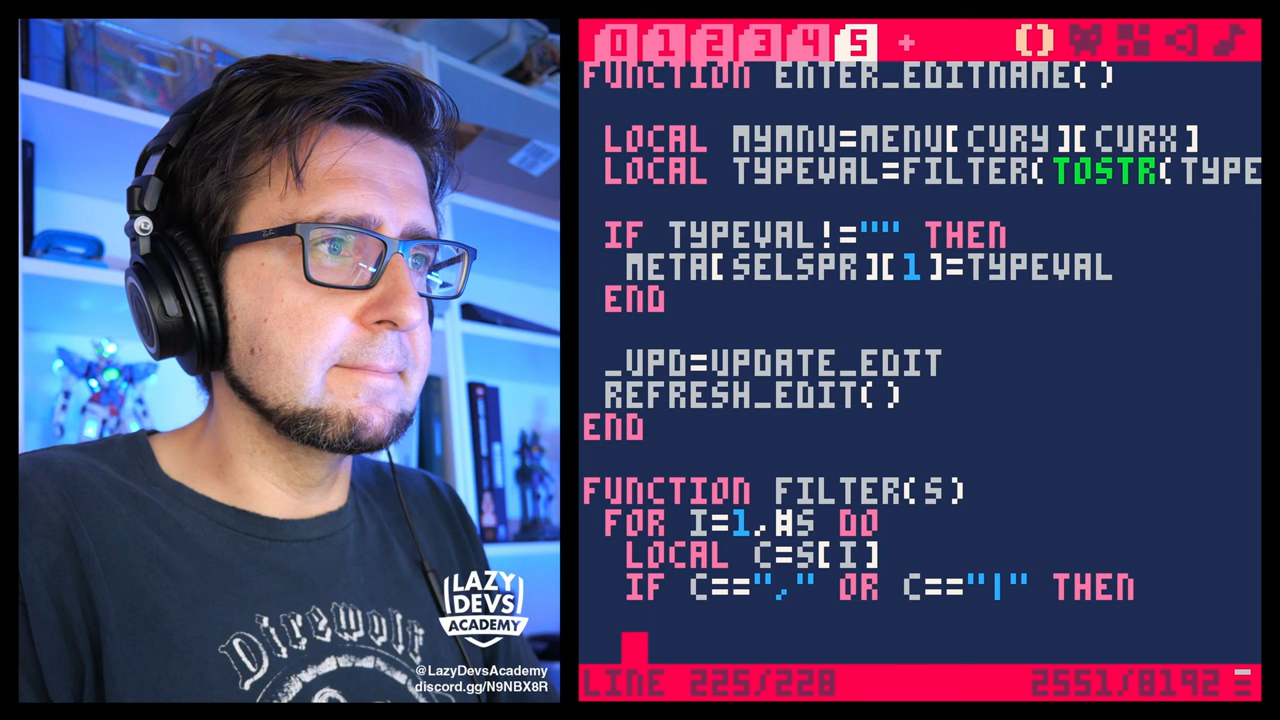 0 1 2 3 4 5 +
FUNCTION ENTER_EDITNAME()
LOCAL MYMNU=MENU[CURY][CURX]
LOCAL TYPEVAL=FILTER(TOSTR(TYPE
IF TYPEVAL!="" THEN
META[SELSPR][1]=TYPEVAL
END
_UPD=UPDATE_EDIT
REFRESH_EDIT()
END
FUNCTION FILTER(S)
FOR I=1,#S DO
LOCAL C=S[I]
IF C=="," OR C=="|" THEN
LINE 225/228 2551/8192
Direwolf
LAZY
DEVS
ACADEMY
@LazyDevsAcademy
discord.gg/N9NBX8R